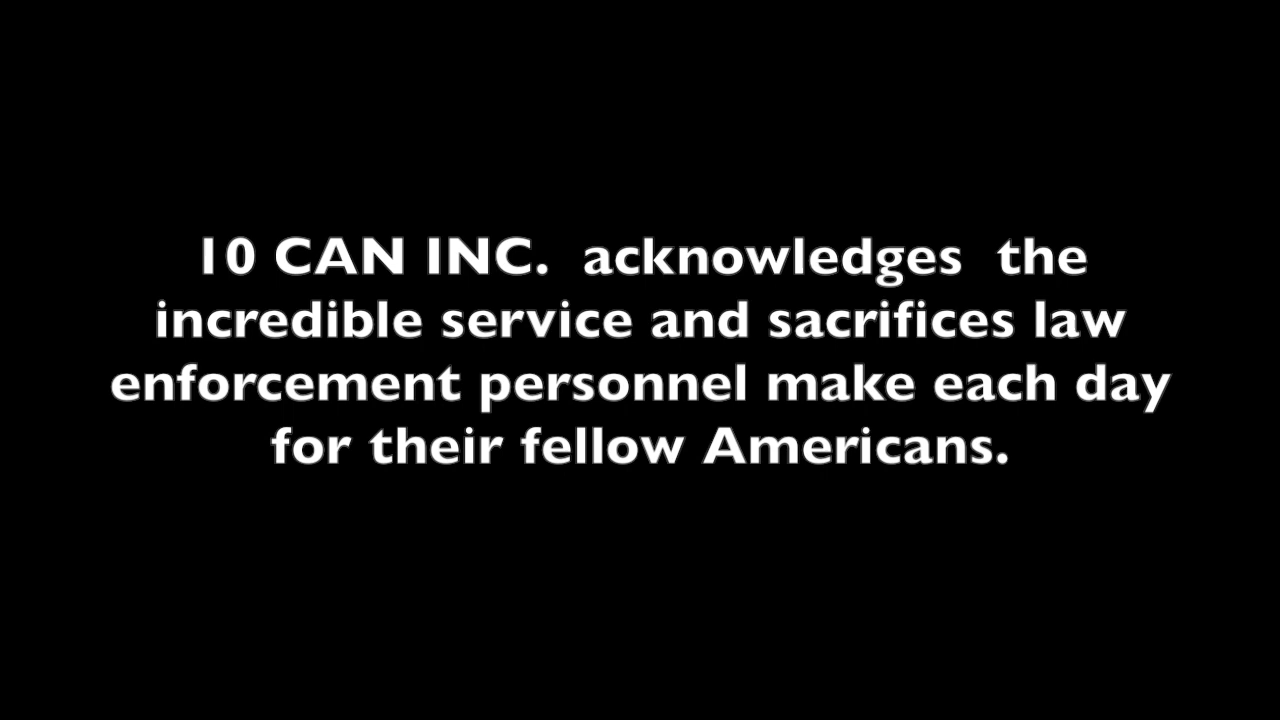 10 CAN INC.  acknowledges  the
incredible service and sacrifices law
enforcement personnel make each day
for their fellow Americans.